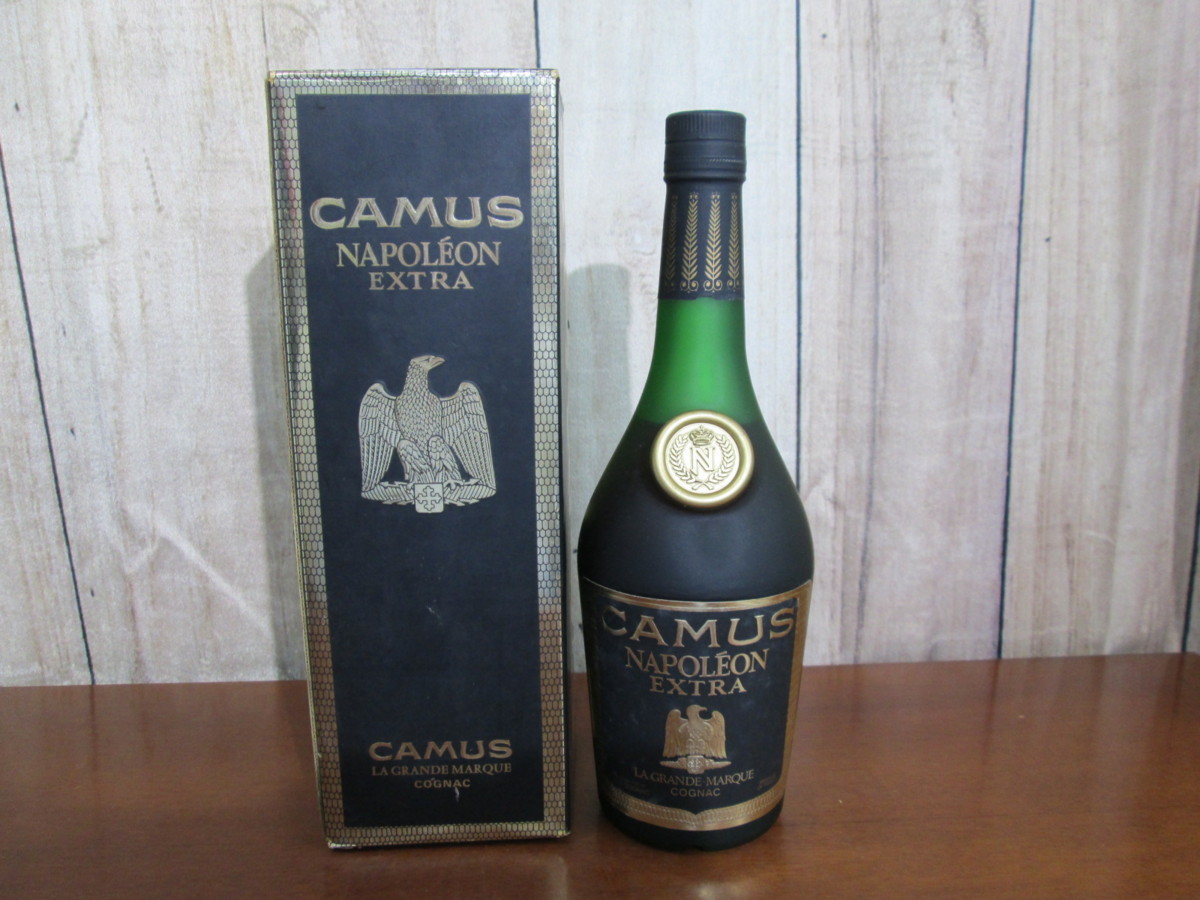 CAMUS
NAPOLÉON
EXTRA
CAMUS
LA GRANDE MARQUE
COGNAC
N
CAMUS
NAPOLÉON
EXTRA
LA GRANDE MARQUE
COGNAC